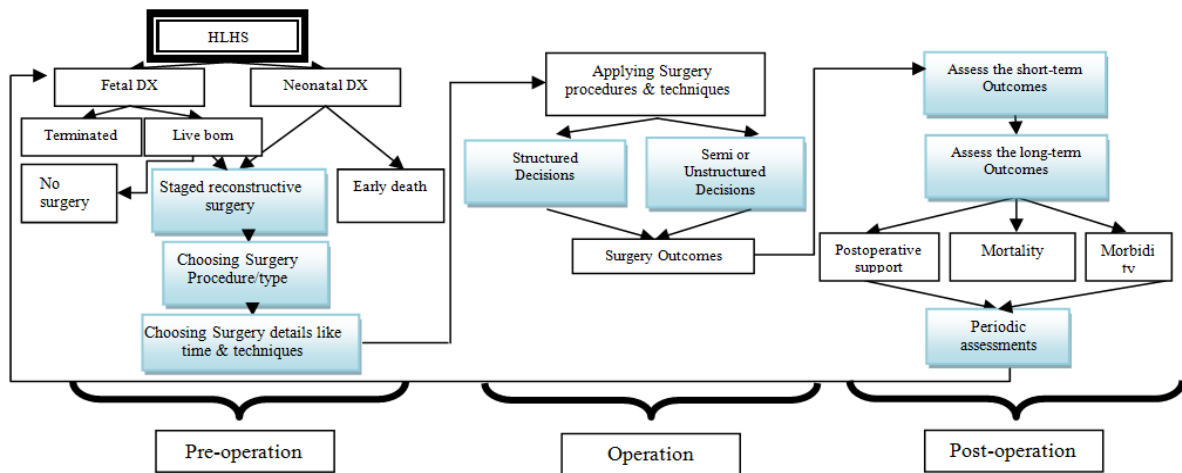 HLHS
Fetal DX
Neonatal DX
Terminated
Live born
No
surgery
Staged reconstructive
surgery
Early death
Choosing Surgery
Procedure/type
Choosing Surgery details like
time & techniques
Pre-operation
Applying Surgery
procedures & techniques
Structured
Decisions
Semi or
Unstructured
Decisions
Surgery Outcomes
Operation
Assess the short-term
Outcomes
Assess the long-term
Outcomes
Postoperative
support
Mortality
Morbidi
ty
Periodic
assessments
Post-operation